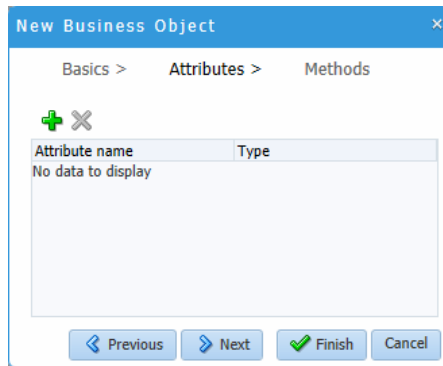 New Business Object ×
Basics > Attributes > Methods
Attribute name Type
No data to display
Previous Next Finish Cancel